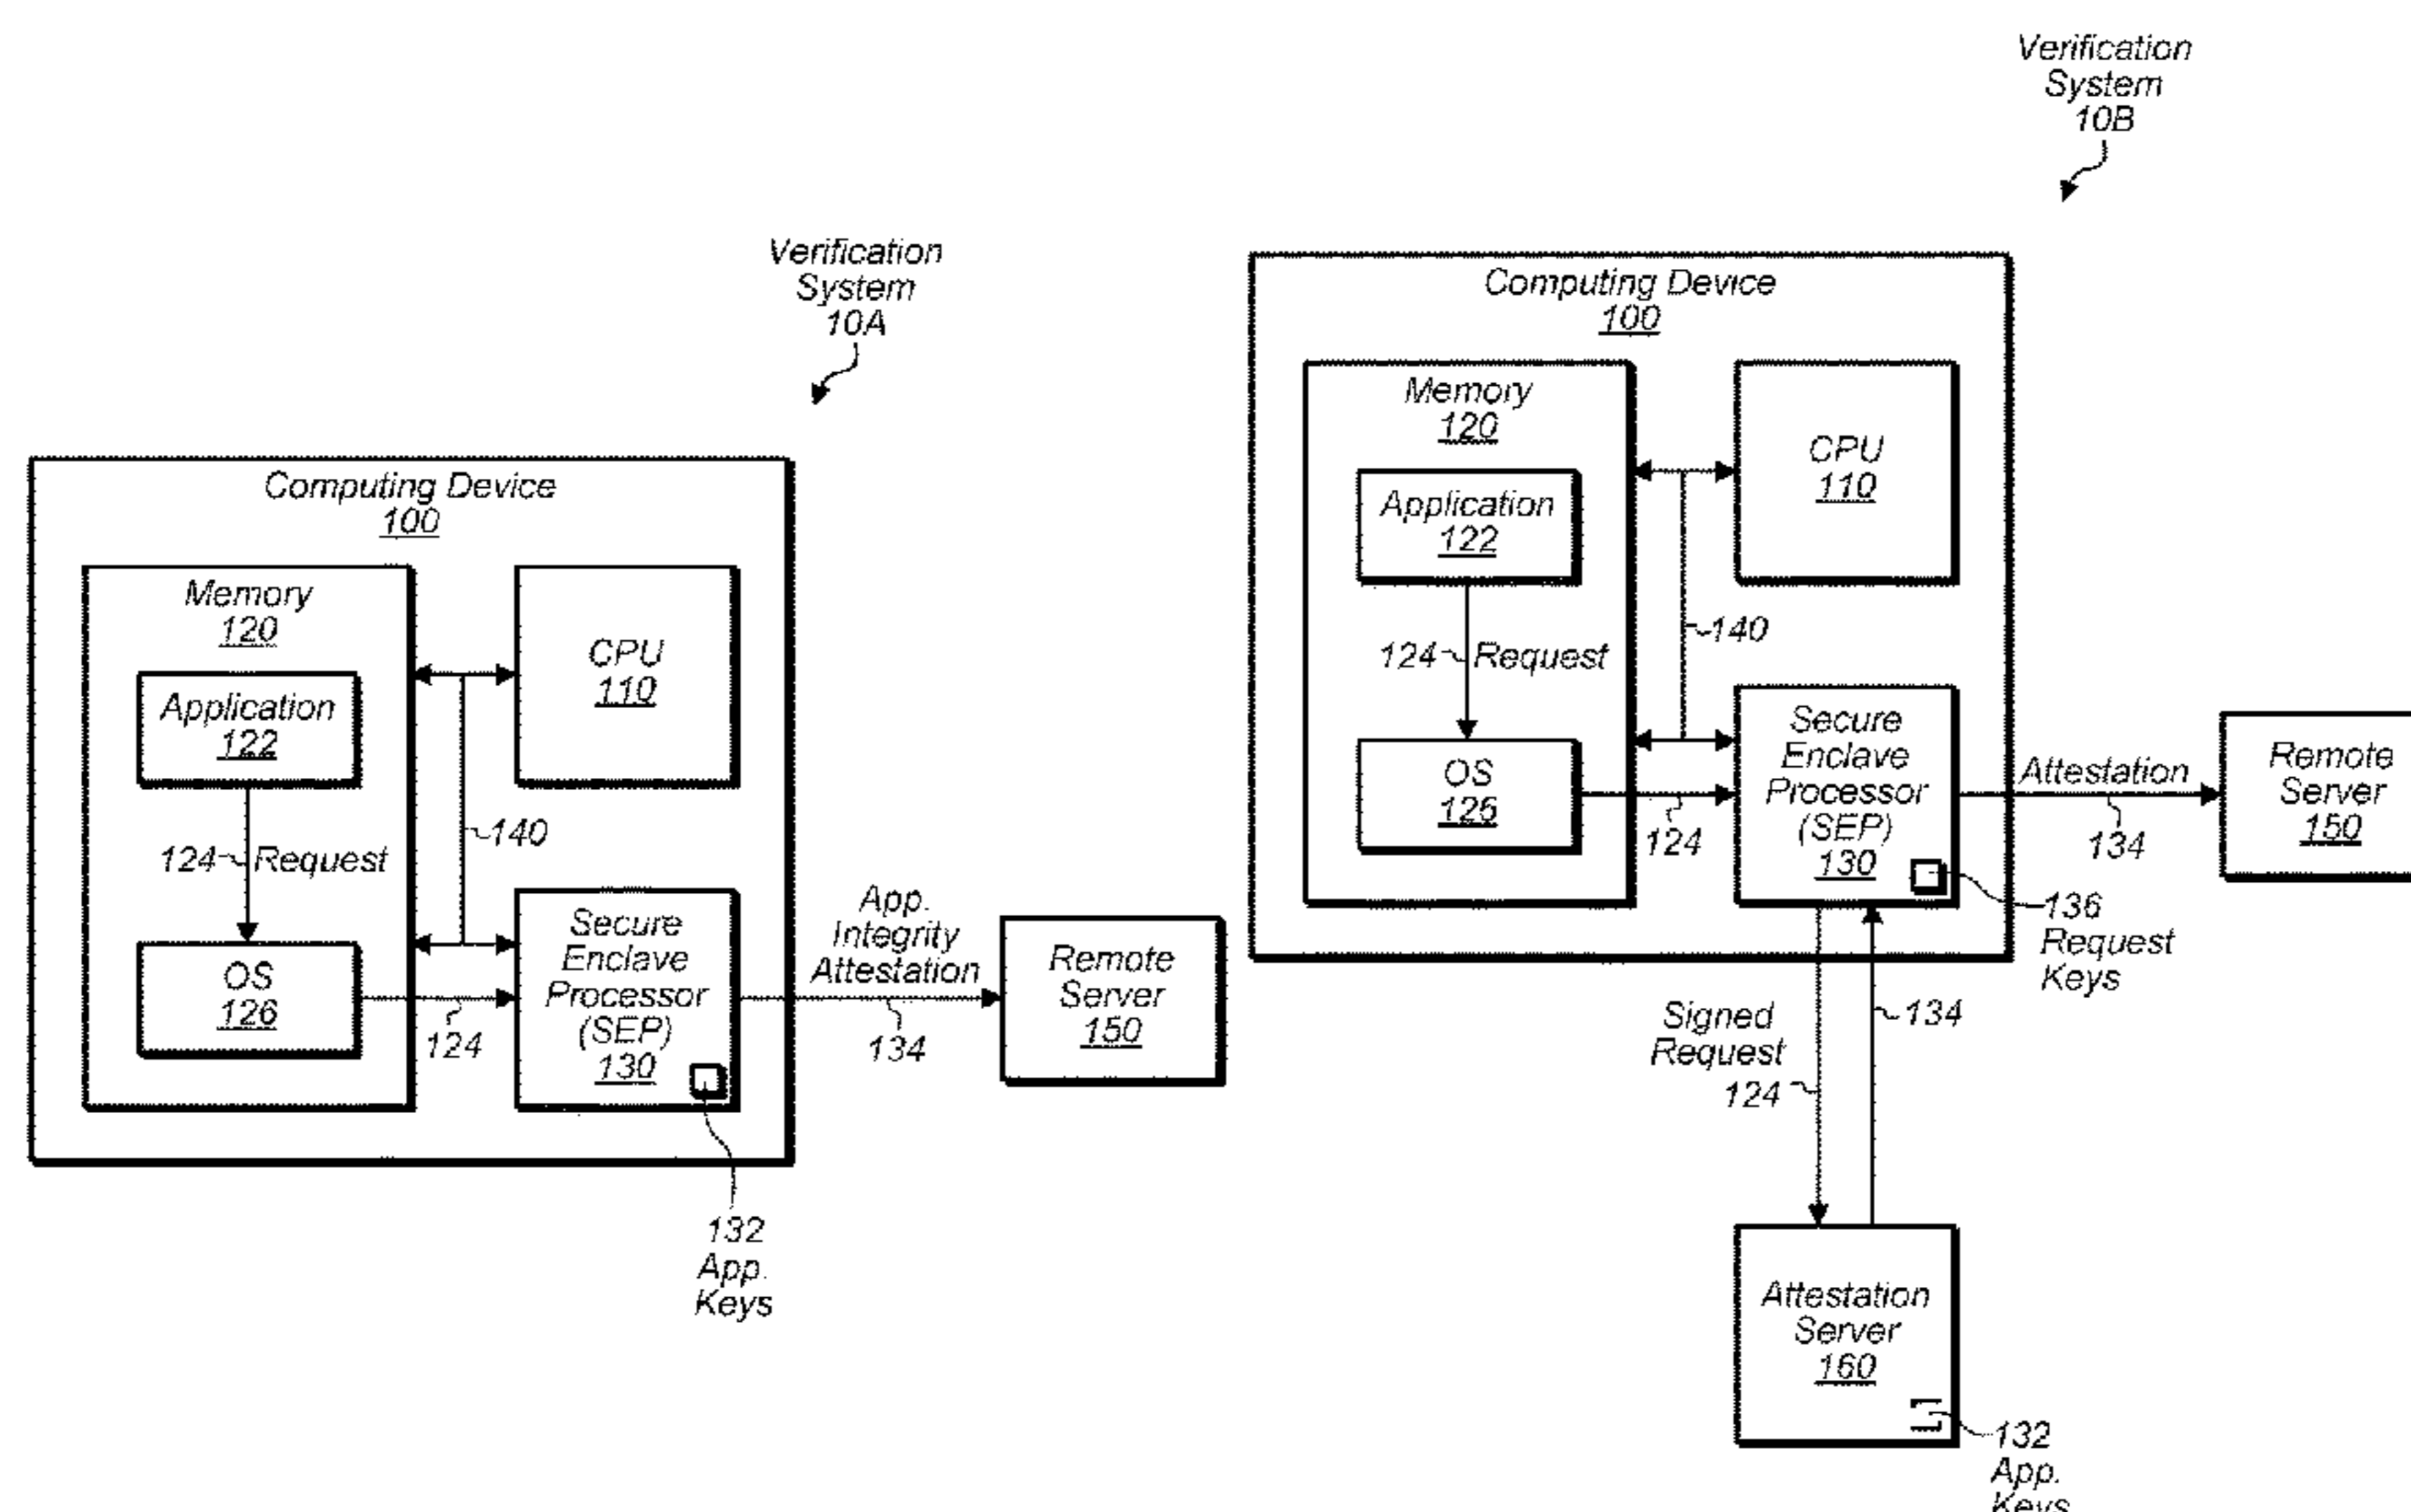 Verification
System
10A
Computing Device
100
Memory
120
Application
122
124
Request
OS
126
124
140
CPU
110
Secure
Enclave
Processor
(SEP)
130
132
App.
Keys
App.
Integrity
Attestation
134
Remote
Server
150
Verification
System
10B
Computing Device
100
Memory
120
Application
122
124
Request
OS
126
124
140
CPU
110
Secure
Enclave
Processor
(SEP)
130
136
Request
Keys
Attestation
134
Remote
Server
150
Signed
Request
124
134
Attestation
Server
160
132
App.
Keys